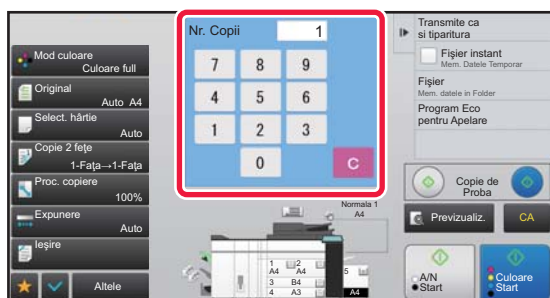 Mod culoare
Culoare full
Original
Auto A4
Select. hârtie
Auto
Copie 2 feţe
1-Faţa→1-Faţa
Proc. copiere
100%
Expunere
Auto
Ieşire
Altele
Nr. Copii
1
7 8 9
4 5 6
1 2 3
0 C
Normala 1
A4
1 A4
2 A4
3 B4
4 A3
5
A4
Transmite ca
si tiparitura
Fişier instant
Mem. Datele Temporar
Fişier
Mem. datele in Folder
Program Eco
pentru Apelare
Copie de
Proba
Previzualiz.
CA
A/N
Start
Culoare
Start